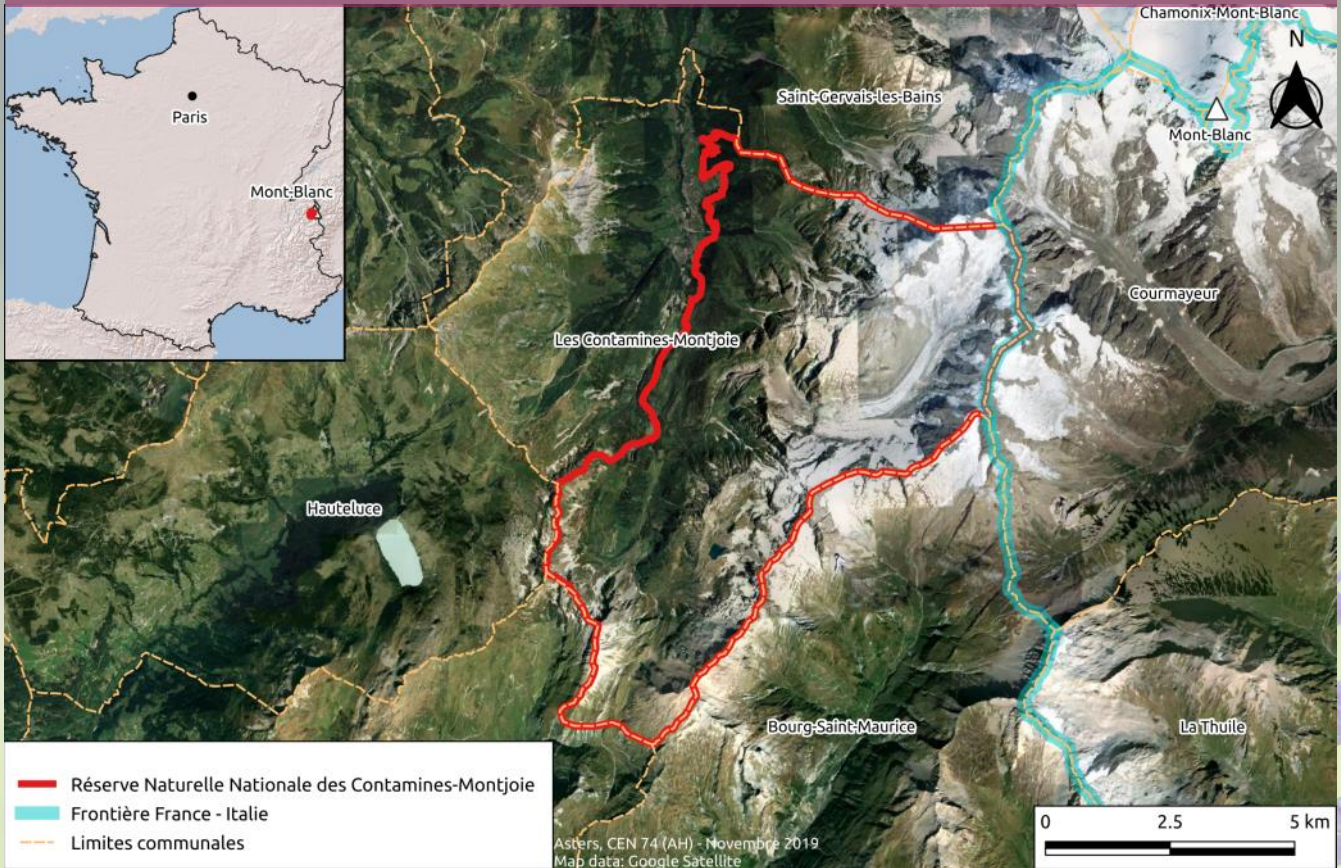 Chamonix-Mont-Blanc
N
Paris
Saint-Gervais-les-Bains
Mont-Blanc
Mont-Blanc
Courmayeur
Les Contamines-Montjoie
Hauteluce
Bourg-Saint-Maurice
La Thuile
Réserve Naturelle Nationale des Contamines-Montjoie
Frontière France - Italie
Limites communales
0 2.5 5 km
Asters, CEN 74 (AH) - Novembre 2019
Map data: Google Satellite